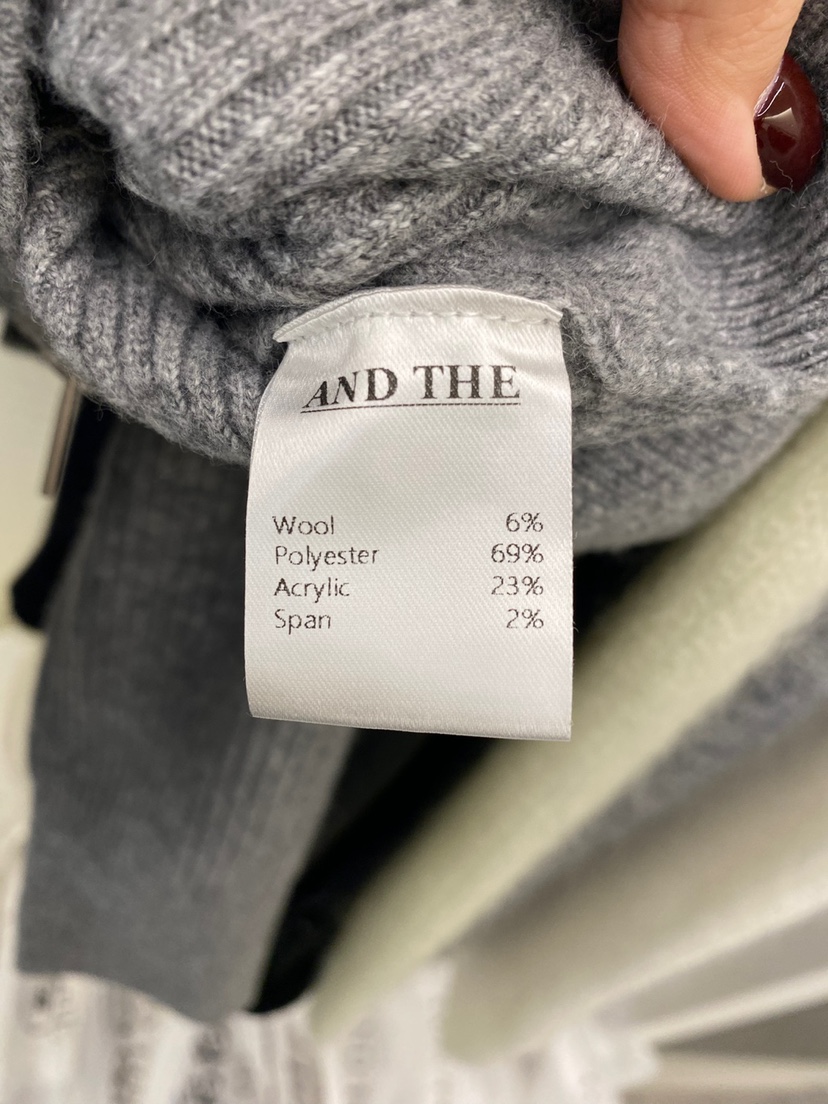 AND THE
Wool 6%
Polyester 69%
Acrylic 23%
Span 2%